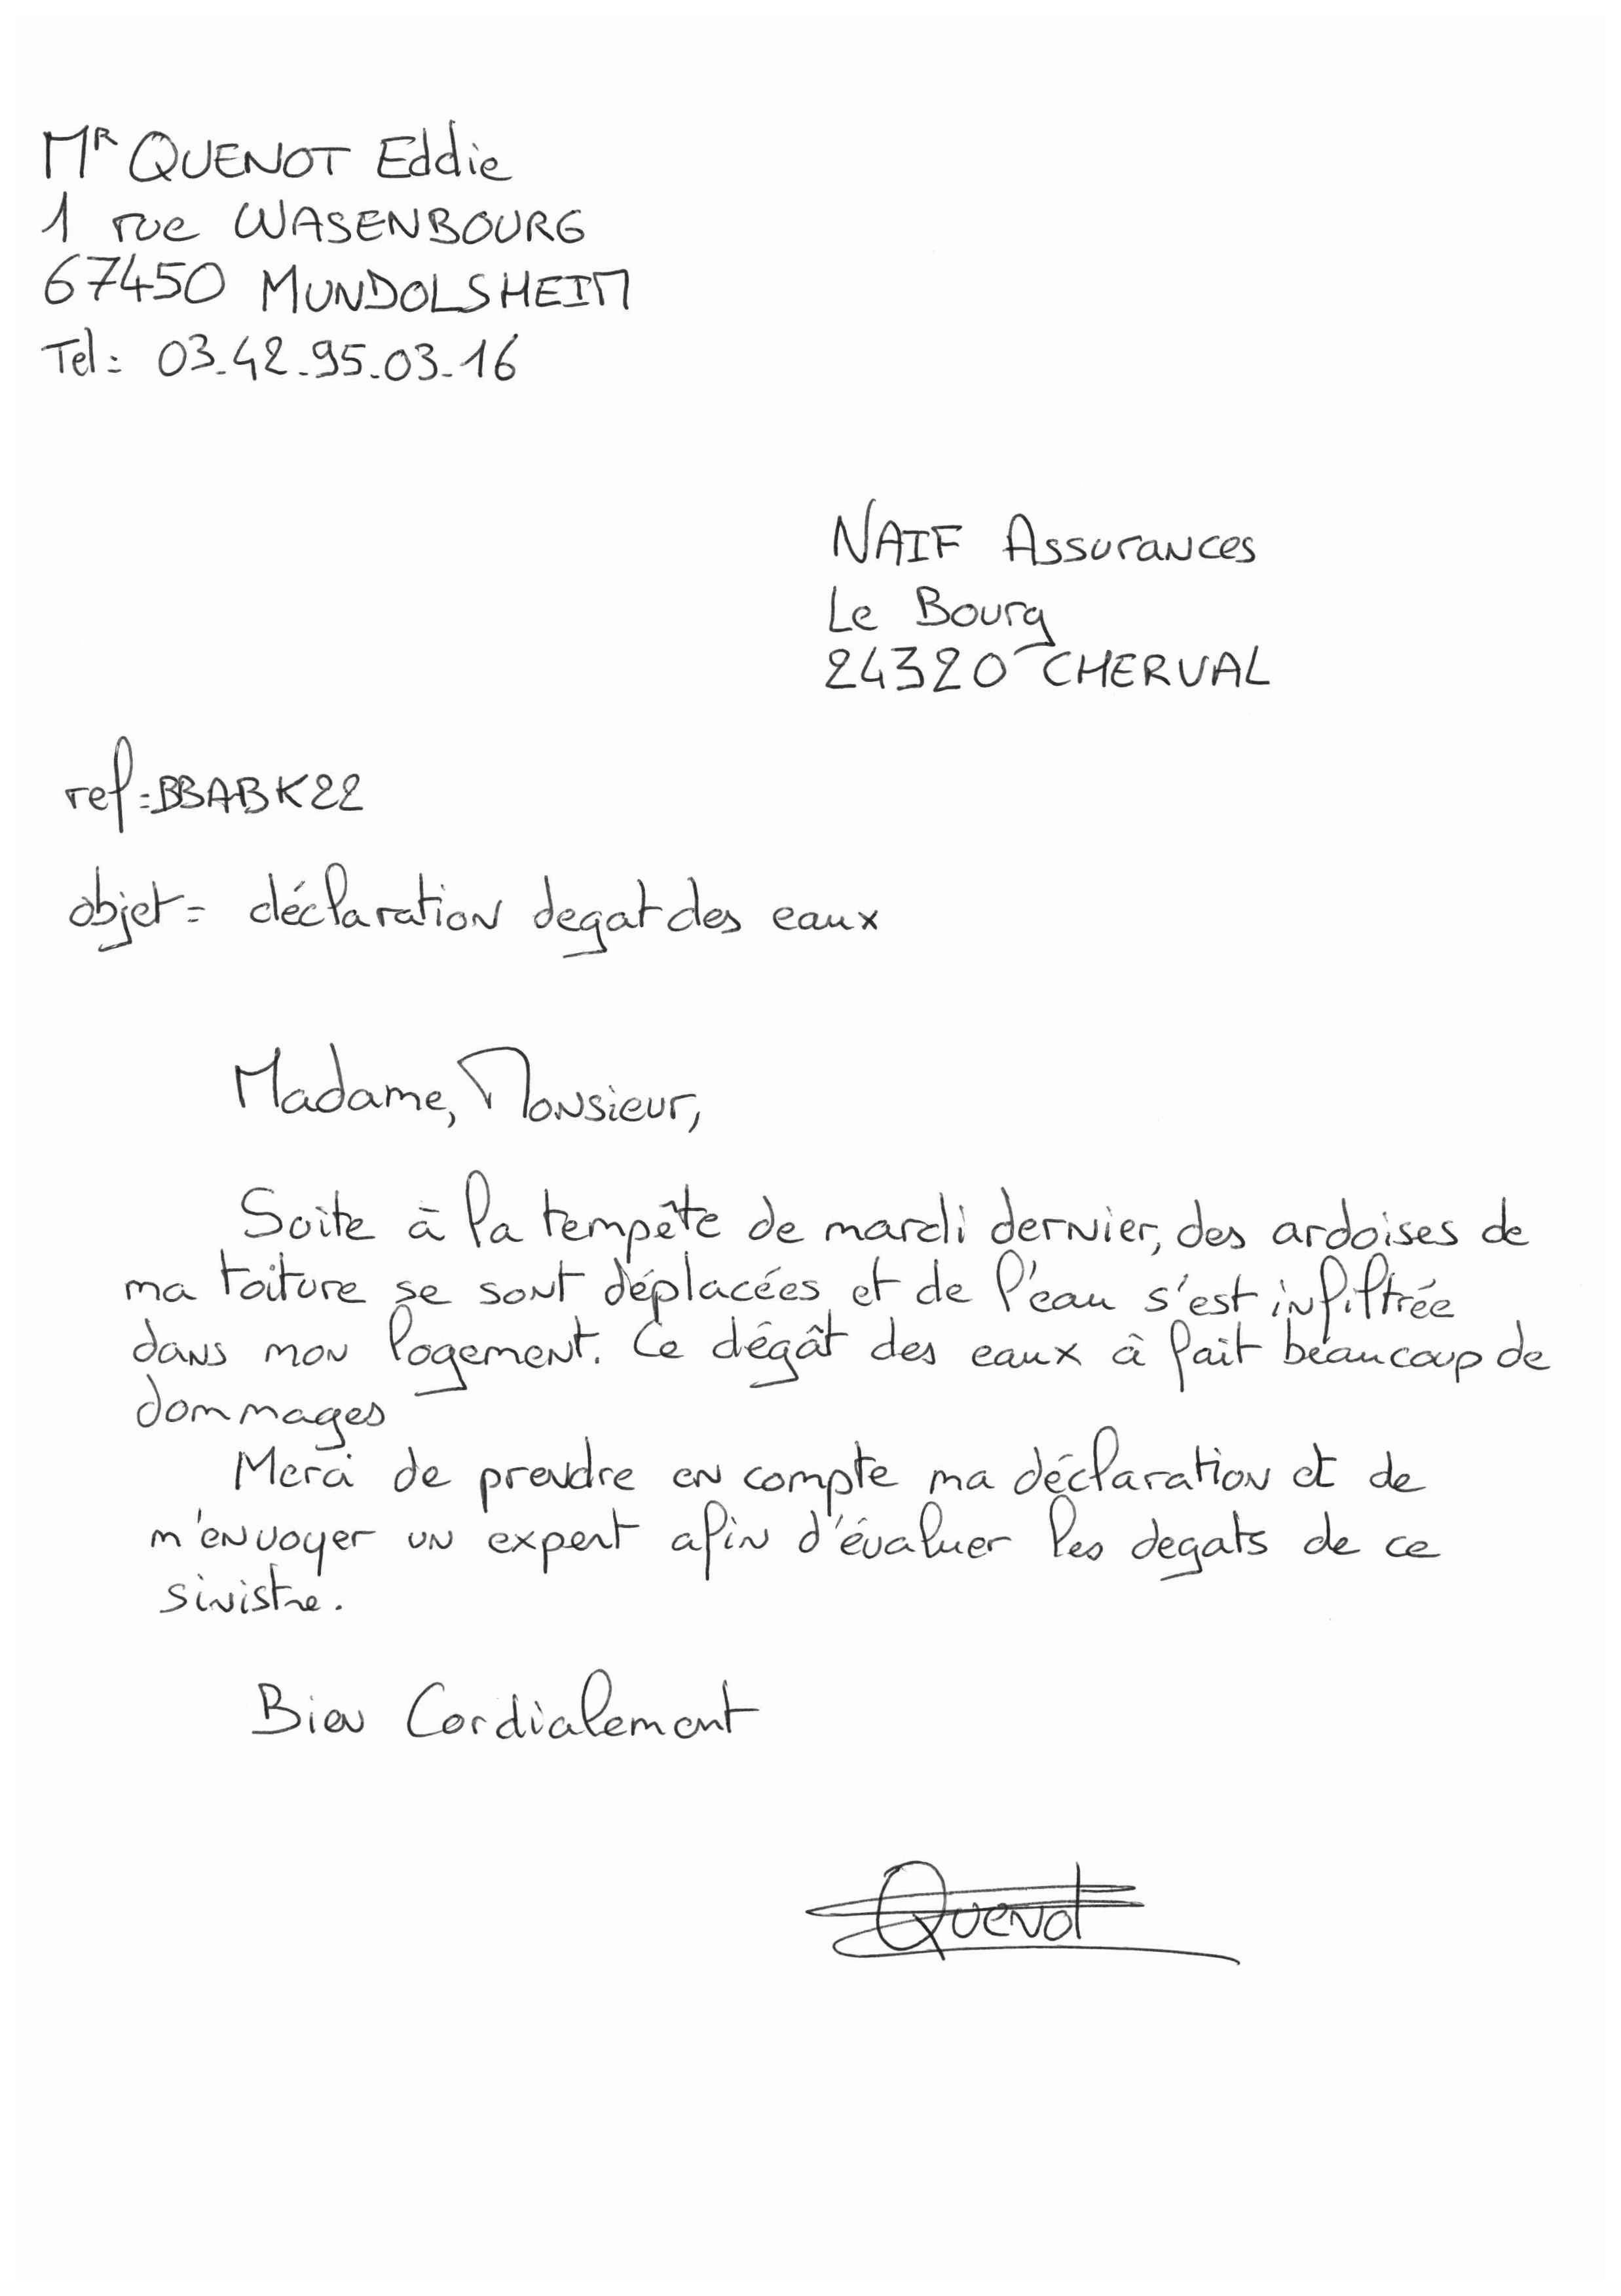 MR QUENOT Eddie
1 rue WASENBOURG
67450 MUNDOLSHEIM
Tel: 03.42.95.03.16
NAIF Assurances
Le Bourg
24320 CHERVAL
ref:BBABK22
objet= déclaration degat des eaux
Madame, Monsieur,
Suite à la tempête de mardi dernier, des ardoises de
ma toiture se sont déplacées et de l'eau s'est infiltrée
dans mon logement. Ce dégât des eaux à fait beaucoup de
dommages
Merci de prendre en compte ma déclaration et de
m'envoyer un expert afin d'évaluer les degats de ce
sinistre.
Bien Cordialement
Quenot